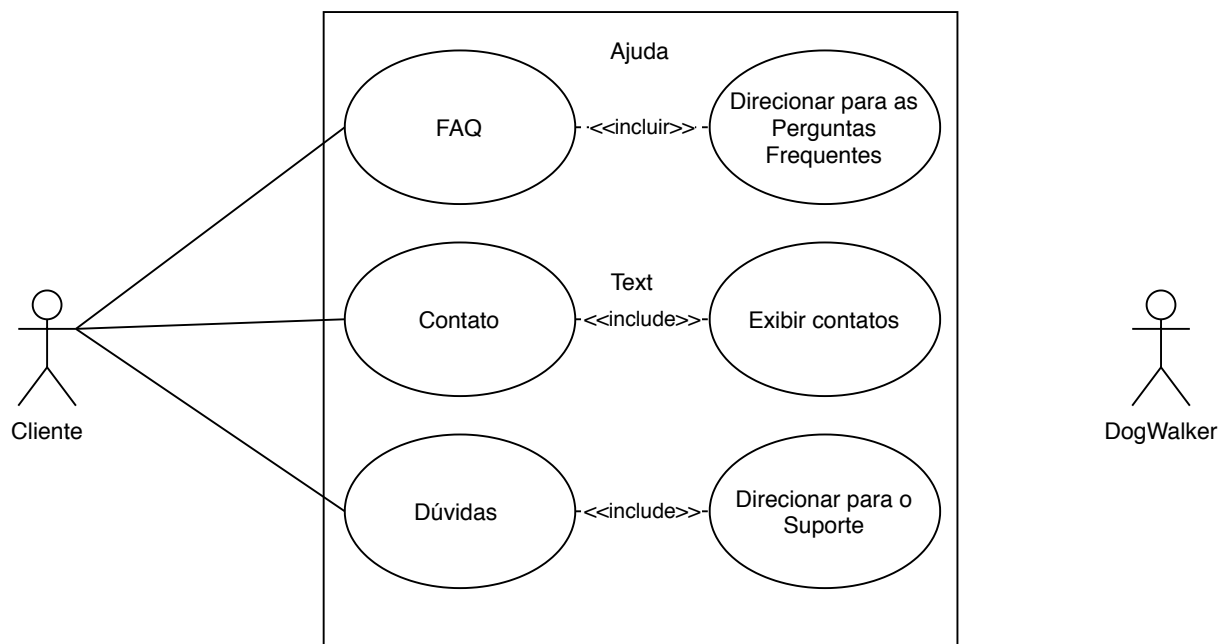 Ajuda
FAQ
<<incluir>>
Direcionar para as
Perguntas
Frequentes
Text
Contato
<<include>>
Exibir contatos
Cliente
DogWalker
Dúvidas
<<include>>
Direcionar para o
Suporte